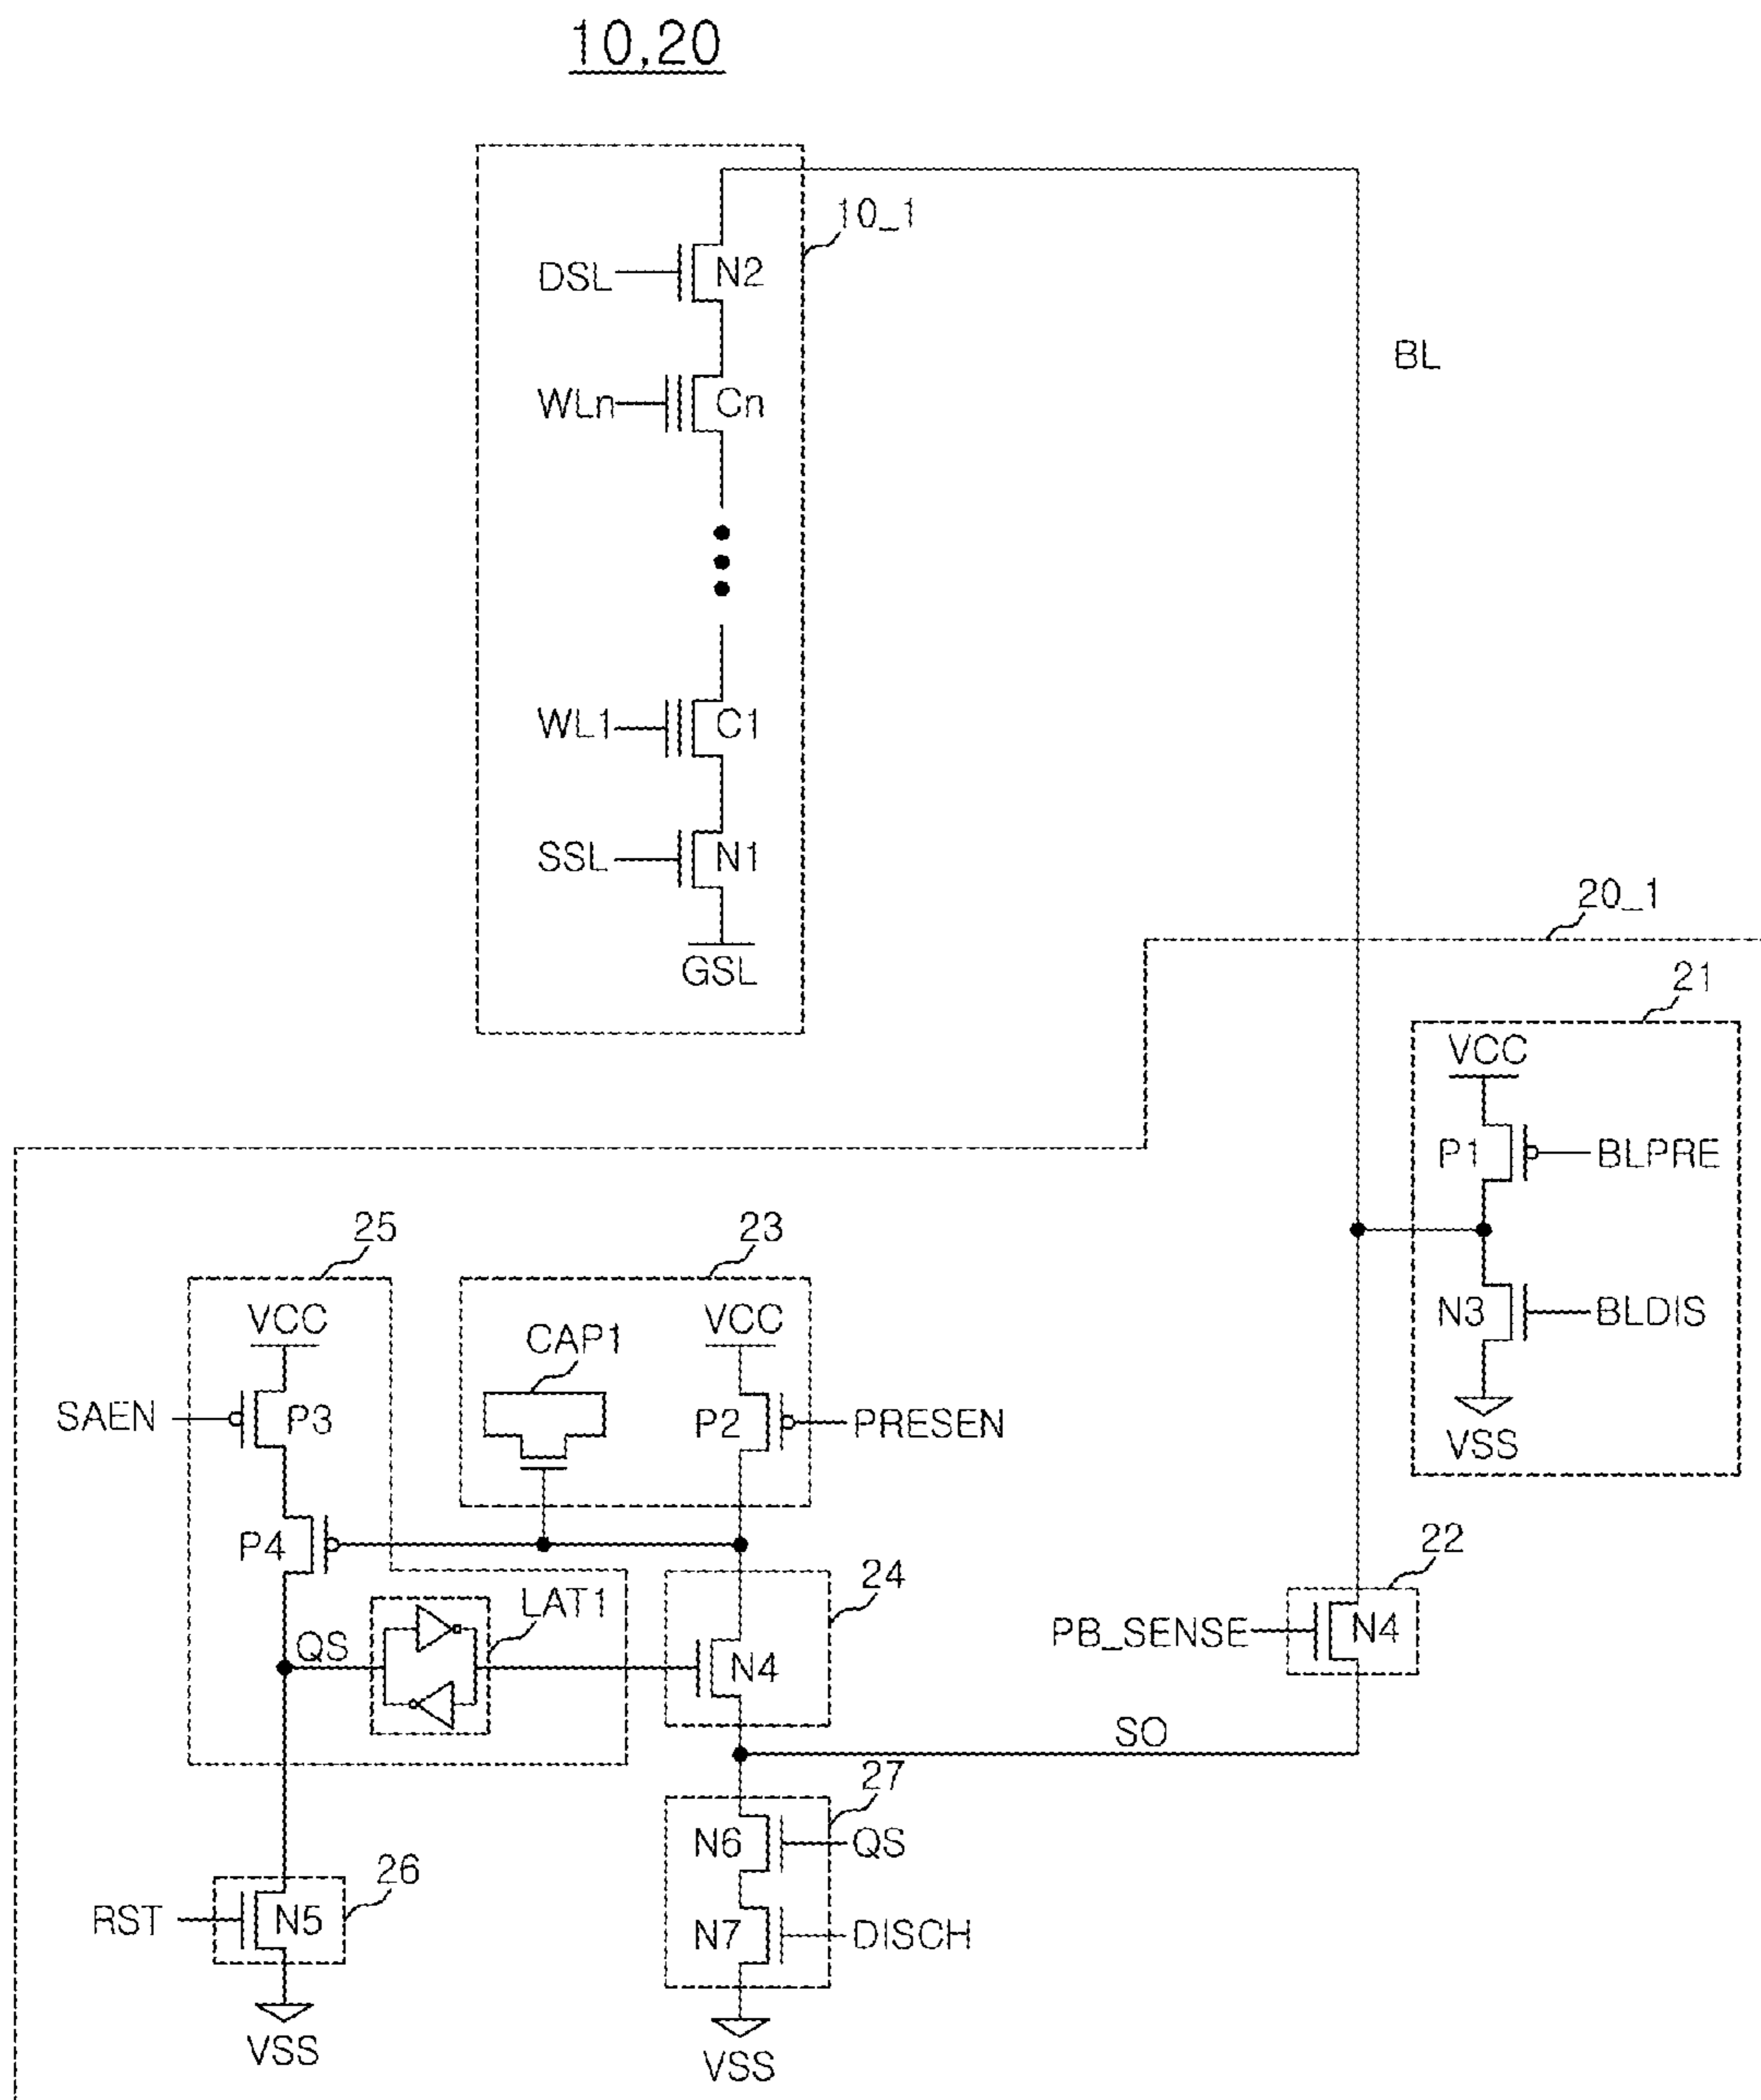 10,20
10_1
DSL
N2
BL
WLn
Cn
WL1
C1
SSL
N1
GSL
20_1
21
VCC
P1
BLPRE
N3
BLDIS
VSS
25
23
VCC
CAP1
VCC
SAEN
P3
P2
PRESEN
P4
22
24
LAT1
PB_SENSE
N4
QS
N4
SO
27
N6
QS
26
RST
N5
N7
DISCH
VSS
VSS